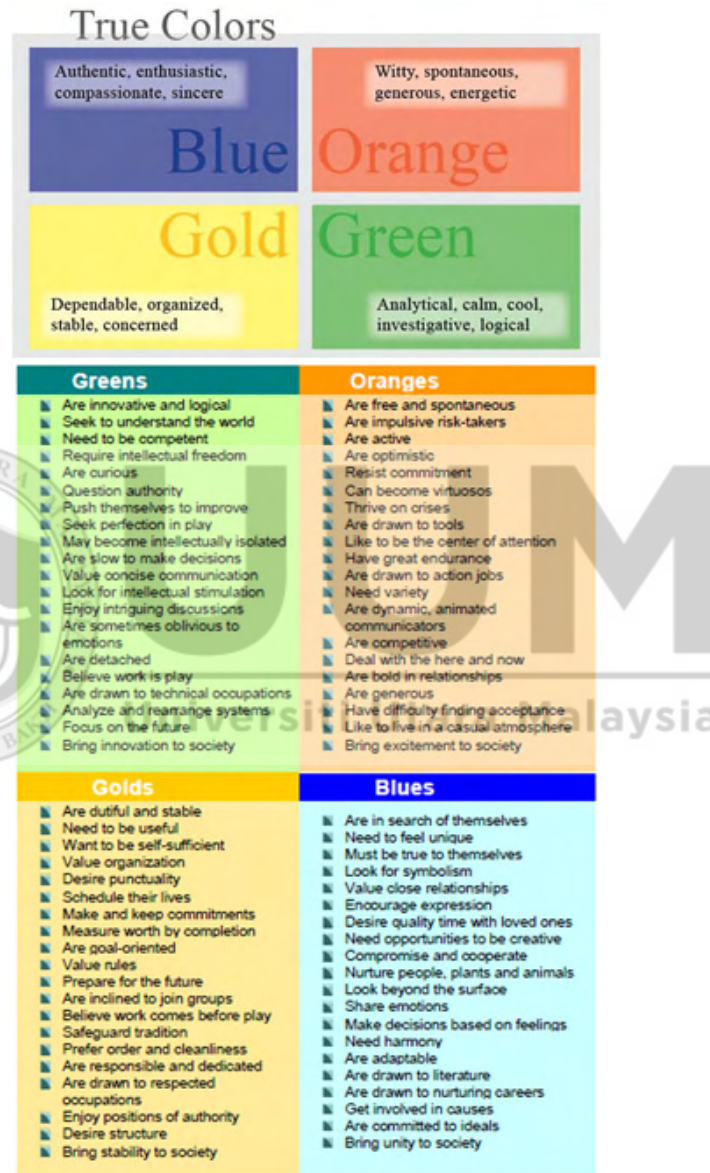 True Colors
Authentic, enthusiastic,
compassionate, sincere
Blue
Witty, spontaneous,
generous, energetic
Orange
Gold
Dependable, organized,
stable, concerned
Green
Analytical, calm, cool,
investigative, logical
Greens
Are innovative and logical
Seek to understand the world
Need to be competent
Require intellectual freedom
Are curious
Question authority
Push themselves to improve
Seek perfection in play
May become intellectually isolated
Are slow to make decisions
Value concise communication
Look for intellectual stimulation
Enjoy intriguing discussions
Are sometimes oblivious to
emotions
Are detached
Believe work is play
Are drawn to technical occupations
Analyze and rearrange systems
Focus on the future
Bring innovation to society
Oranges
Are free and spontaneous
Are impulsive risk-takers
Are active
Are optimistic
Resist commitment
Can become virtuosos
Thrive on crises
Are drawn to tools
Like to be the center of attention
Have great endurance
Are drawn to action jobs
Need variety
Are dynamic, animated
communicators
Are competitive
Deal with the here and now
Are bold in relationships
Are generous
Have difficulty finding acceptance
Like to live in a casual atmosphere
Bring excitement to society
Golds
Are dutiful and stable
Need to be useful
Want to be self-sufficient
Value organization
Desire punctuality
Schedule their lives
Make and keep commitments
Measure worth by completion
Are goal-oriented
Value rules
Prepare for the future
Are inclined to join groups
Believe work comes before play
Safeguard tradition
Prefer order and cleanliness
Are responsible and dedicated
Are drawn to respected
occupations
Enjoy positions of authority
Desire structure
Bring stability to society
Blues
Are in search of themselves
Need to feel unique
Must be true to themselves
Look for symbolism
Value close relationships
Encourage expression
Desire quality time with loved ones
Need opportunities to be creative
Compromise and cooperate
Nurture people, plants and animals
Look beyond the surface
Share emotions
Make decisions based on feelings
Need harmony
Are adaptable
Are drawn to literature
Are drawn to nurturing careers
Get involved in causes
Are committed to ideals
Bring unity to society
UUM
Malaysia